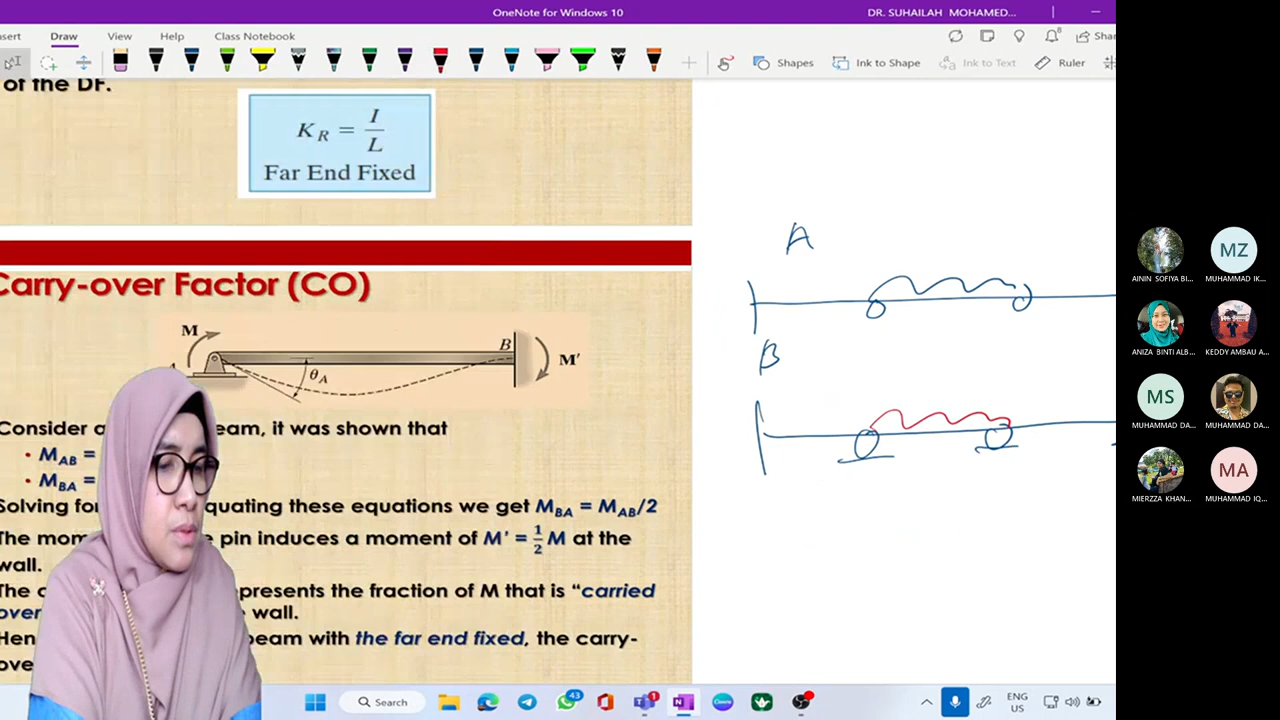 OneNote for Windows 10
DR. SUHAILAH MOHAMED...
Draw
View
Help
Class Notebook
Shapes
Ink to Shape
Ink to Text
Ruler
of the DF.
K_R = I/L
Far End Fixed
Carry-over Factor (CO)
M
B
M'
θ_A
Consider a
eam, it was shown that
• M_AB =
• M_BA =
Solving for
quating these equations we get M_BA = M_AB/2
The mom
pin induces a moment of M' = 1/2 M at the
wall.
The
presents the fraction of M that is “carried
over
wall.
Hen
beam with the far end fixed, the carry-
ove
A
B
AININ SOFIYA BI...
MZ
MUHAMMAD IK...
ANIZA BINTI ALB...
KEDDY AMBAU A...
MS
MUHAMMAD DA...
MUHAMMAD DA...
MIERZZA KHAN...
MA
MUHAMMAD IQ...
Search
43
1
ENG
US